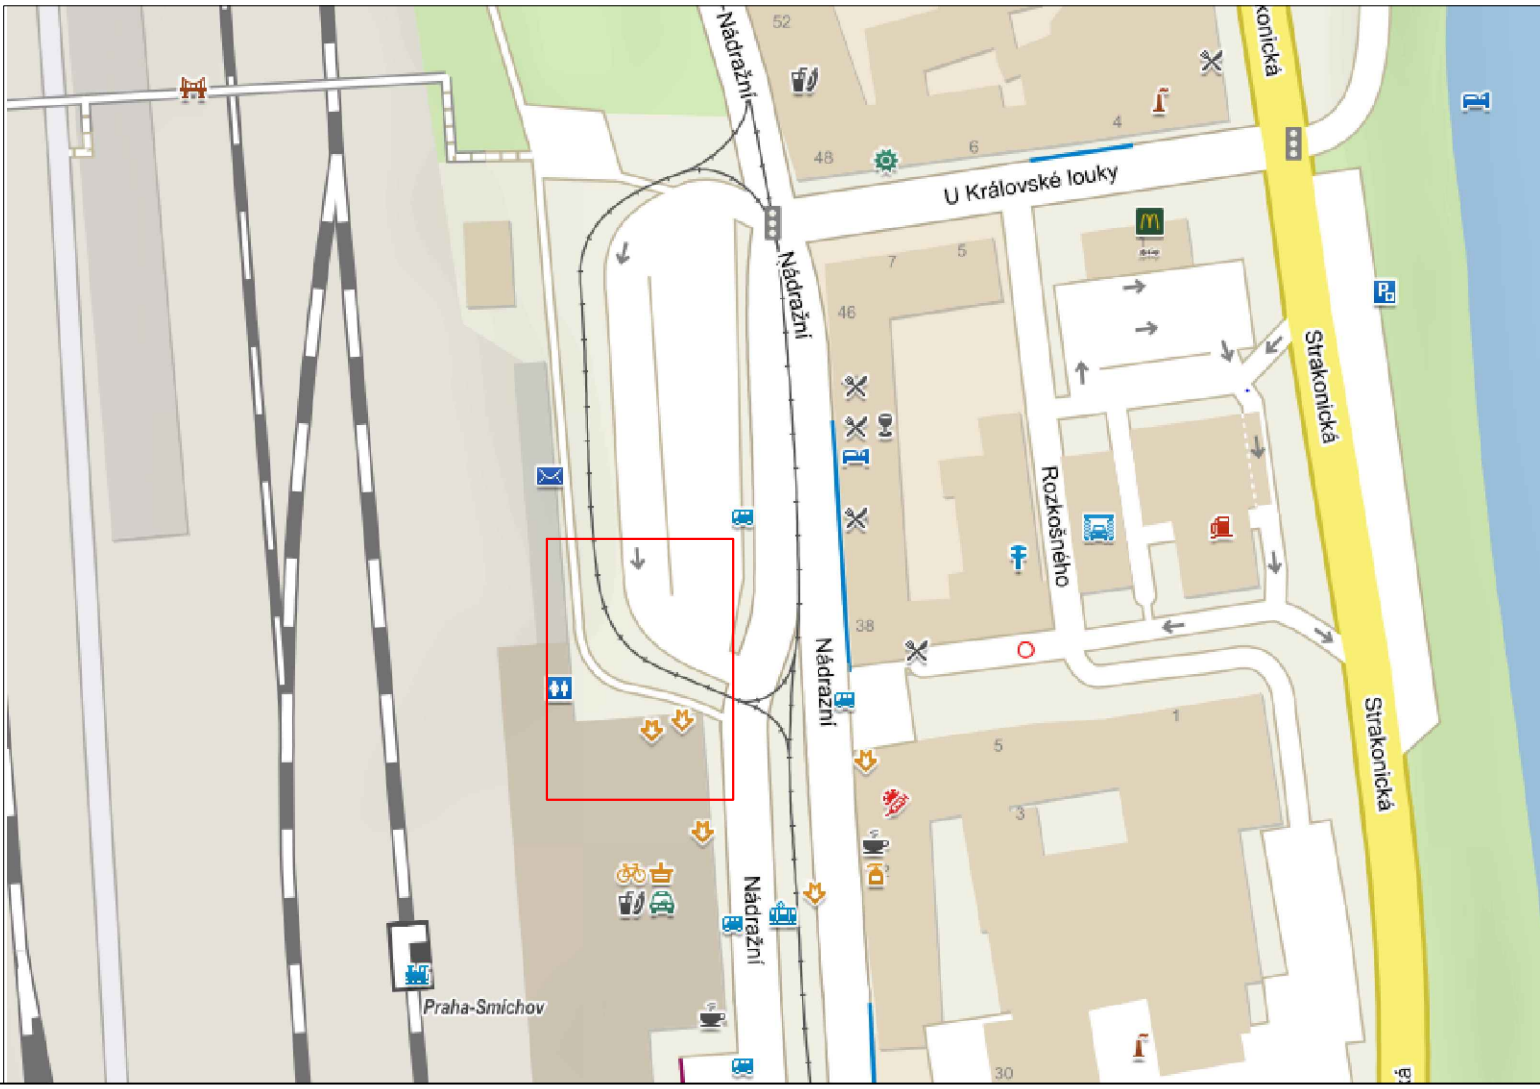 Nádražní
52
konická
4
6
48
U Královské louky
5
7
Nádražní
46
P
Strakonická
Rozkošného
38
Nádražní
Strakonická
1
5
3
Nádražní
Praha-Smíchov
30